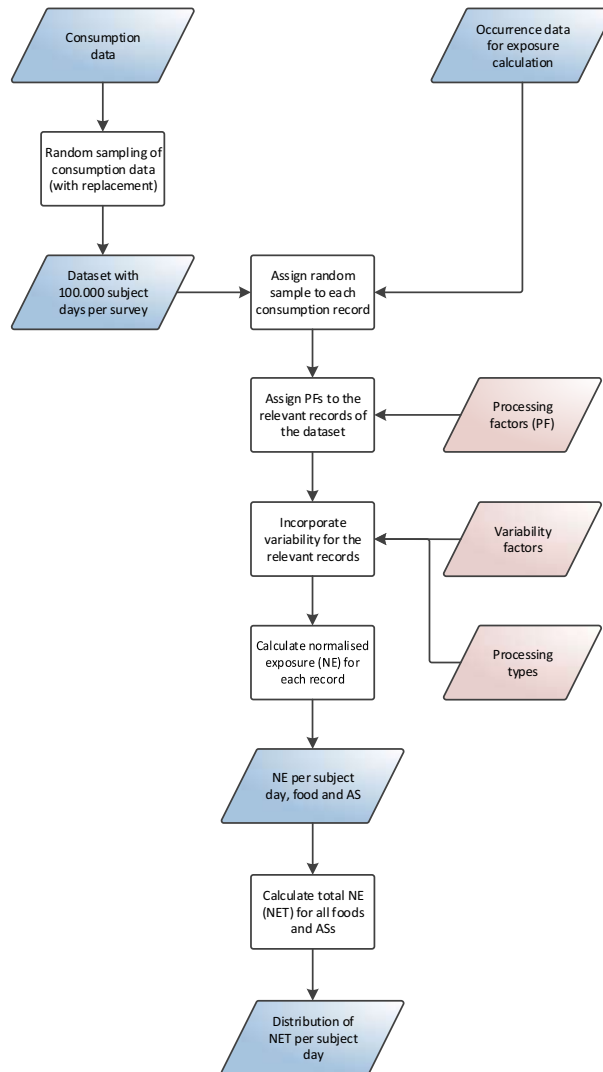 Consumption
data
Occurrence data
for exposure
calculation
Random sampling of
consumption data
(with replacement)
Dataset with
100.000 subject
days per survey
Assign random
sample to each
consumption record
Assign PFs to the
relevant records of
the dataset
Processing
factors (PF)
Incorporate
variability for the
relevant records
Variability
factors
Calculate normalised
exposure (NE) for
each record
Processing
types
NE per subject
day, food and AS
Calculate total NE
(NET) for all foods
and ASs
Distribution of
NET per subject
day